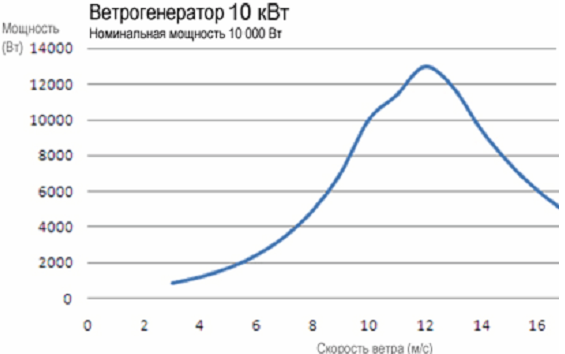 Ветрогенератор 10 кВт
Номинальная мощность 10 000 Вт
Мощность
(Вт)
14000
12000
10000
8000
6000
4000
2000
0
0 2 4 6 8 10 12 14 16
Скорость ветра (м/с)